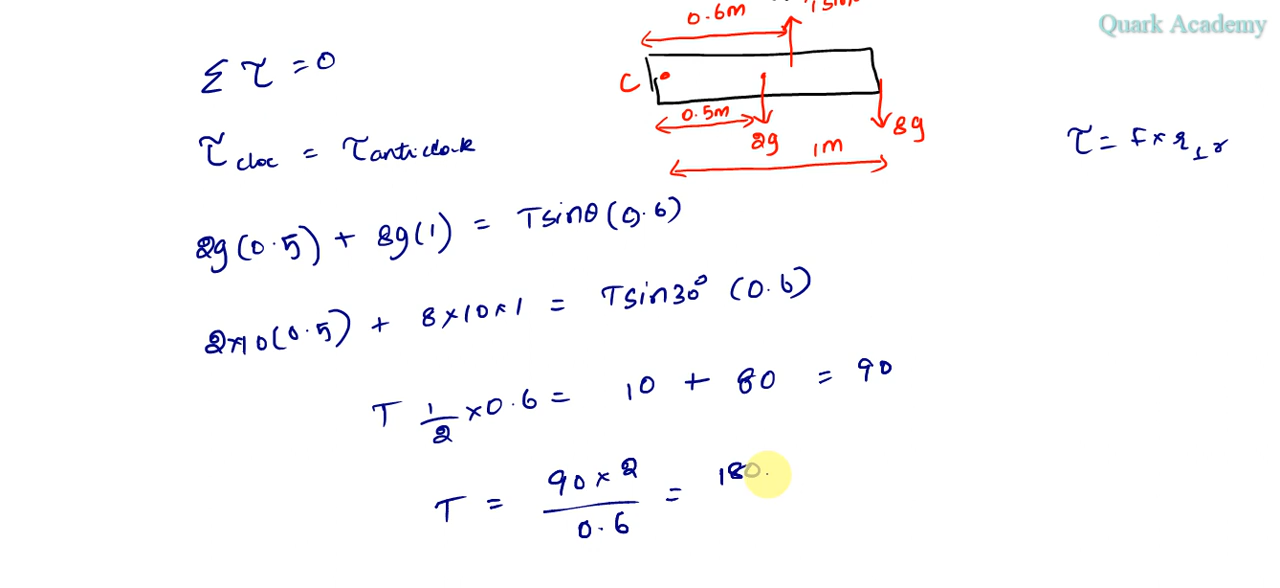 Quark Academy
0.6m
Στ = 0
C
0.5m
2g
1m
8g
τ cloc = τ anticlock
τ = F × r ⊥ r
2g (0.5) + 8g (1) = T sinθ (0.6)
2×10 (0.5) + 8×10×1 = T sin30° (0.6)
T 1/2 × 0.6 = 10 + 80 = 90
T = 90 × 2 / 0.6 = 180